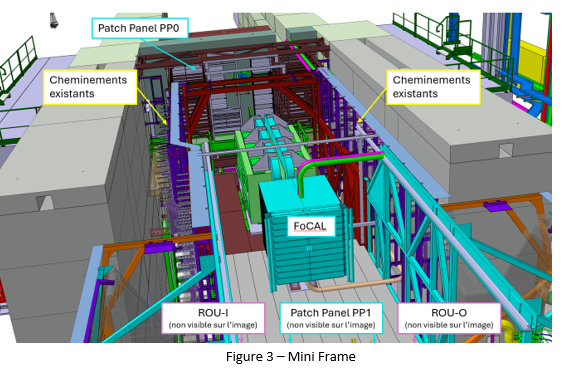 Patch Panel PP0
Cheminements
existants
Cheminements
existants
FoCAL
ROU-I
(non visible sur l'image)
Patch Panel PP1
(non visible sur l'image)
ROU-O
(non visible sur l'image)
Figure 3 – Mini Frame